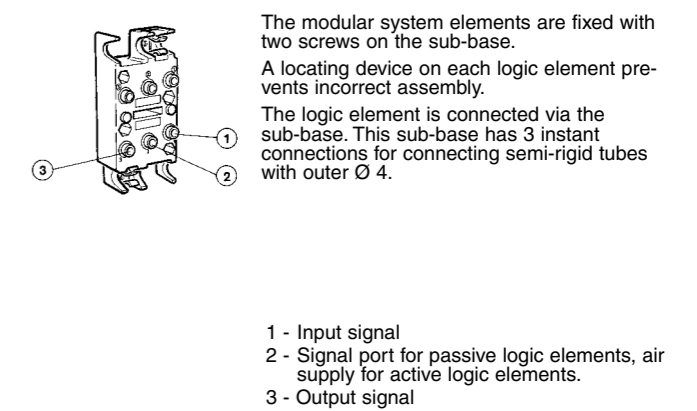 The modular system elements are fixed with
two screws on the sub-base.
A locating device on each logic element pre-
vents incorrect assembly.
The logic element is connected via the
sub-base. This sub-base has 3 instant
connections for connecting semi-rigid tubes
with outer Ø 4.
1
3
2
1 - Input signal
2 - Signal port for passive logic elements, air
supply for active logic elements.
3 - Output signal